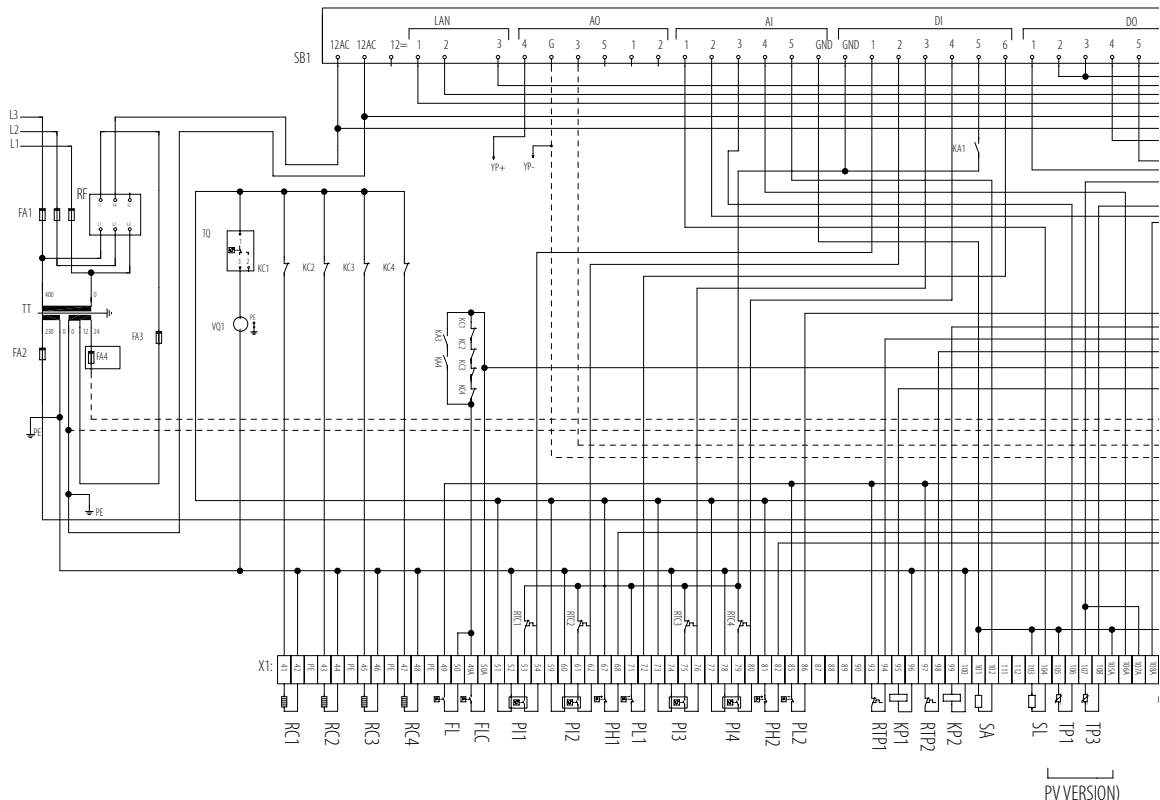 LAN AO AI DI DO
12AC 12AC 12= 1 2 3 4 G 3 5 1 2 1 2 3 4 5 GND GND 1 2 3 4 5 6 1 2 3 4 5
SB1
L3
L2
L1
YP+ YP- KA1
RF
FA1
TQ
1
3 2
KC1 KC2 KC3 KC4
400 0
TT
230 0 0 12 24
FA3
VQ1 PE
FA2 FA4
KA3 KC1
KC2
KA4 KC3
KC4
PE
PE
RTC1 RTC2 RTC3 RTC4
X1: 41 42 PE 43 44 PE 45 46 PE 47 48 PE 49 50 49A 50A 51 52 53 54 59 60 61 62 67 68 71 72 73 74 75 76 77 78 79 80 81 82 85 86 87 88 89 90 93 94 95 96 97 98 99 100 101 102 111 112 103 104 105 106 107 108 105A 106A 107A 108A
RC1 RC2 RC3 RC4 FL FLC PI1 PI2 PH1 PL1 PI3 PI4 PH2 PL2 RTP1 KP1 RTP2 KP2 SA SL TP1 TP3
PV VERSION)